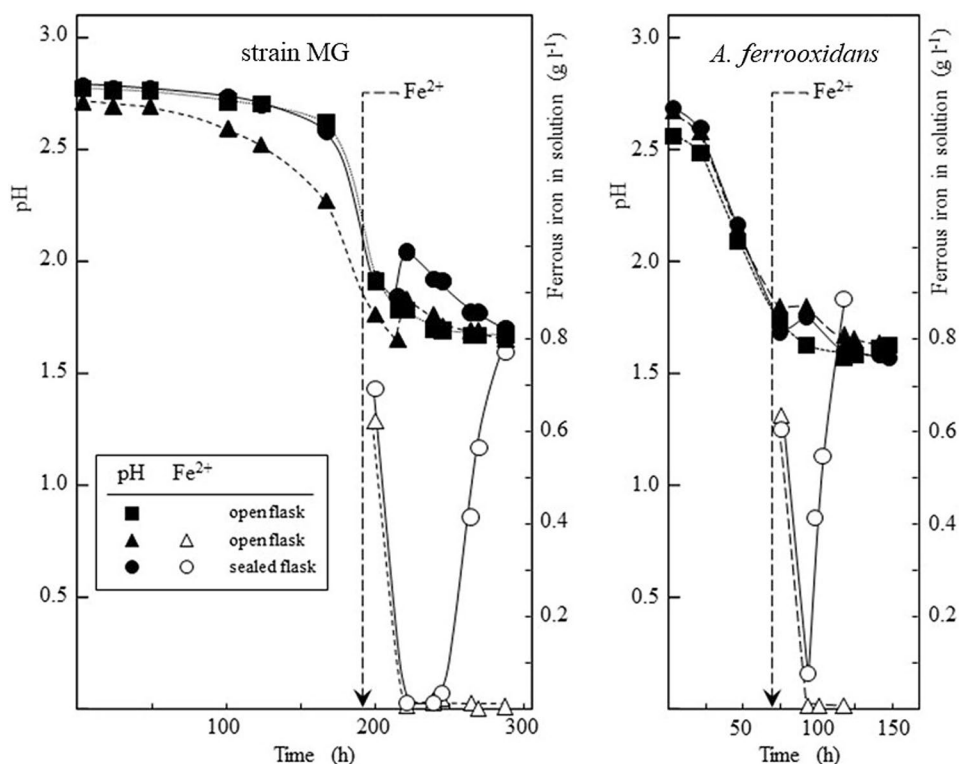 strain MG
Fe²⁺
3.0
2.5
2.0
1.5
1.0
0.5
pH
0.8
0.6
0.4
0.2
Ferrous iron in solution (g l⁻¹)
pH Fe²⁺
open flask
open flask
sealed flask
100
200
300
Time (h)
A. ferrooxidans
Fe²⁺
3.0
2.5
2.0
1.5
1.0
0.5
pH
0.8
0.6
0.4
0.2
Ferrous iron in solution (g l⁻¹)
50
100
150
Time (h)